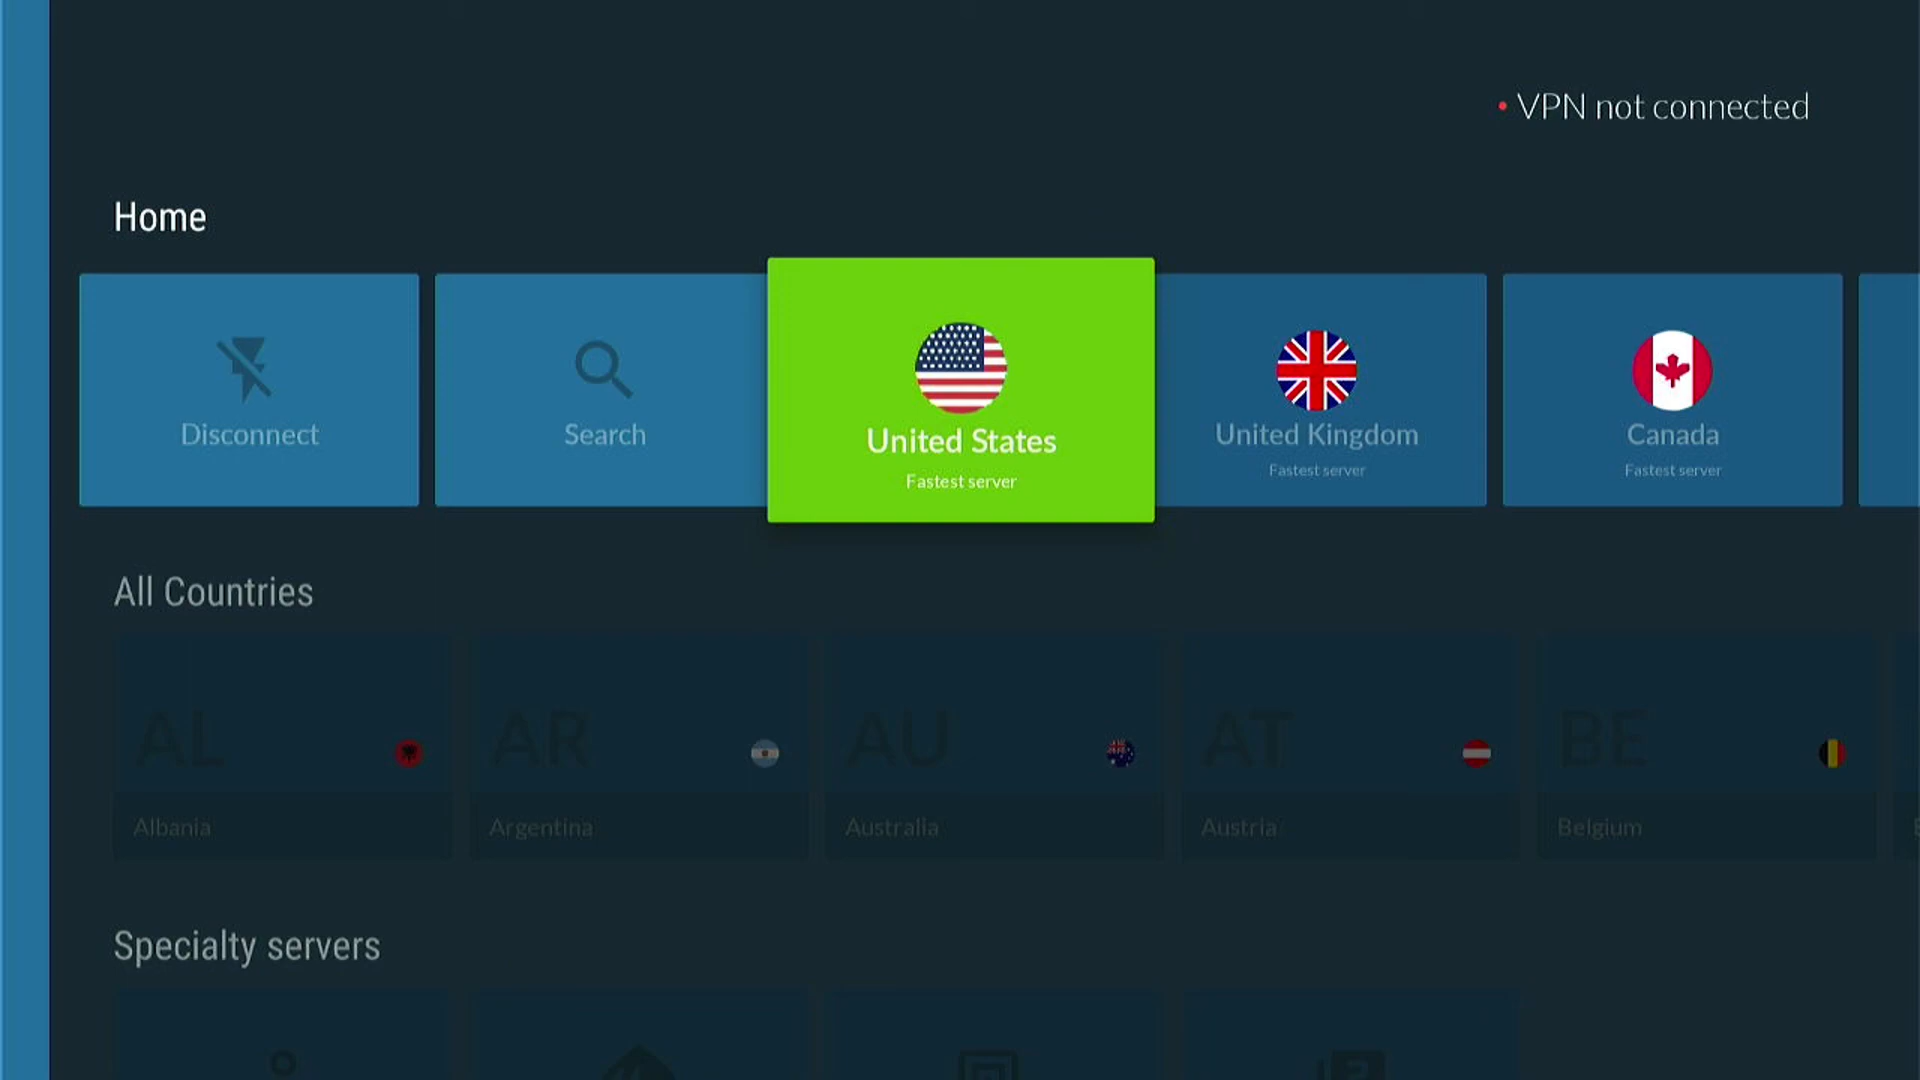 VPN not connected
Home
Disconnect
Search
United States
Fastest server
United Kingdom
Fastest server
Canada
Fastest server
All Countries
AL
AR
AU
AT
BE
Albania
Argentina
Australia
Austria
Belgium
Specialty servers